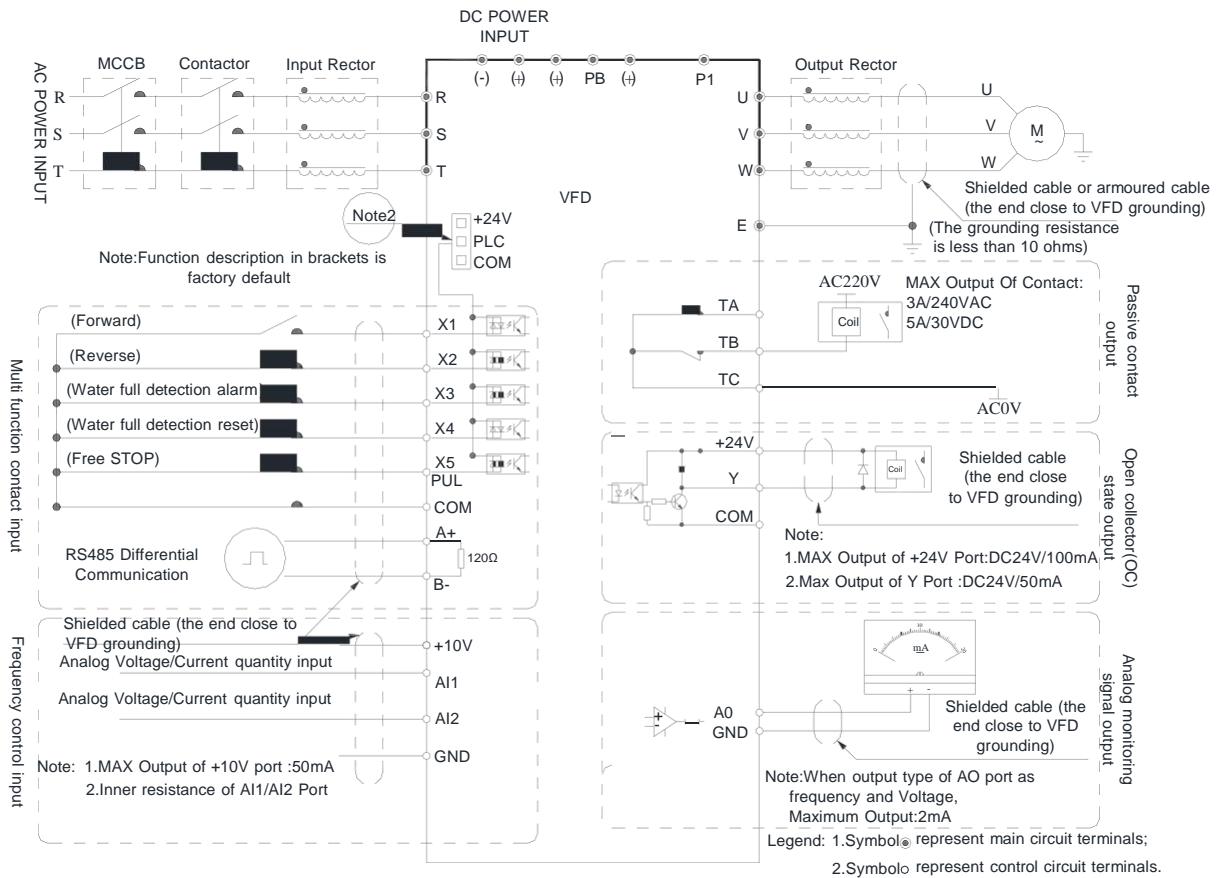 DC POWER
INPUT
(-) (+) (+) PB (+) P1
AC POWER INPUT
MCCB Contactor Input Rector
R
S
T
R
S
T
VFD
Output Rector
U
V
W
E
U
V
W
M
~
Shielded cable or armoured cable
(the end close to VFD grounding)
(The grounding resistance
is less than 10 ohms)
Note2
+24V
PLC
COM
Note:Function description in brackets is
factory default
Multi function contact input
(Forward)
(Reverse)
(Water full detection alarm)
(Water full detection reset)
(Free STOP)
X1
X2
X3
X4
X5
PUL
COM
A+
120Ω
B-
RS485 Differential
Communication
Frequency control input
Shielded cable (the end close to
VFD grounding)
Analog Voltage/Current quantity input
Analog Voltage/Current quantity input
+10V
AI1
AI2
GND
Note: 1.MAX Output of +10V port :50mA
2.Inner resistance of AI1/AI2 Port
TA
TB
TC
AC220V
Coil
MAX Output Of Contact:
3A/240VAC
5A/30VDC
AC0V
Passive contact
output
+24V
Y
COM
Coil
Shielded cable
(the end close
to VFD grounding)
Note:
1.MAX Output of +24V Port:DC24V/100mA
2.Max Output of Y Port :DC24V/50mA
Open collector(OC)
state output
0
10
20
mA
+ -
+
-
A0
GND
Shielded cable (the
end close to VFD
grounding)
Note:When output type of AO port as
frequency and Voltage,
Maximum Output:2mA
Analog monitoring
signal output
Legend: 1.Symbol represent main circuit terminals;
2.Symbol represent control circuit terminals.